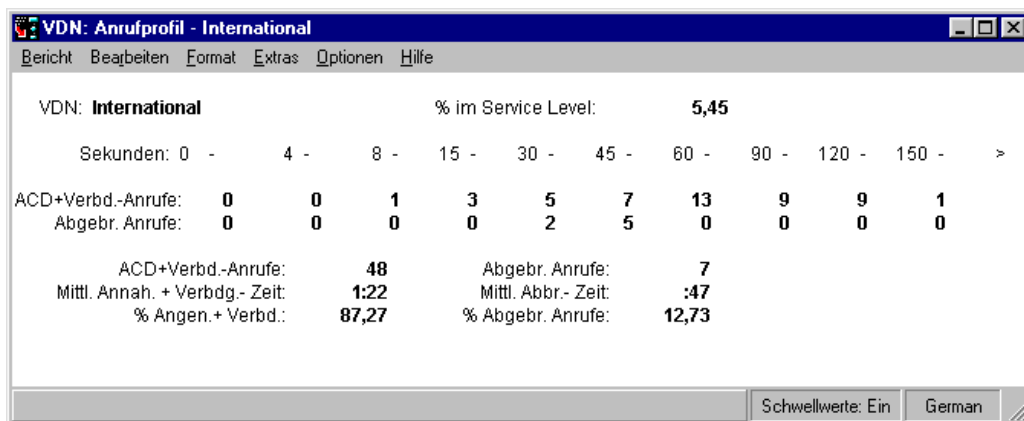 VDN: Anrufprofil - International
Bericht Bearbeiten Format Extras Optionen Hilfe
VDN: International % im Service Level: 5,45
Sekunden: 0 - 4 - 8 - 15 - 30 - 45 - 60 - 90 - 120 - 150 - >
ACD+Verbd.-Anrufe: 0 0 1 3 5 7 13 9 9 1
Abgebr. Anrufe: 0 0 0 0 2 5 0 0 0 0
ACD+Verbd.-Anrufe: 48 Abgebr. Anrufe: 7
Mittl. Annah. + Verbdg.- Zeit: 1:22 Mittl. Abbr.- Zeit: :47
% Angen.+ Verbd.: 87,27 % Abgebr. Anrufe: 12,73
Schwellwerte: Ein German